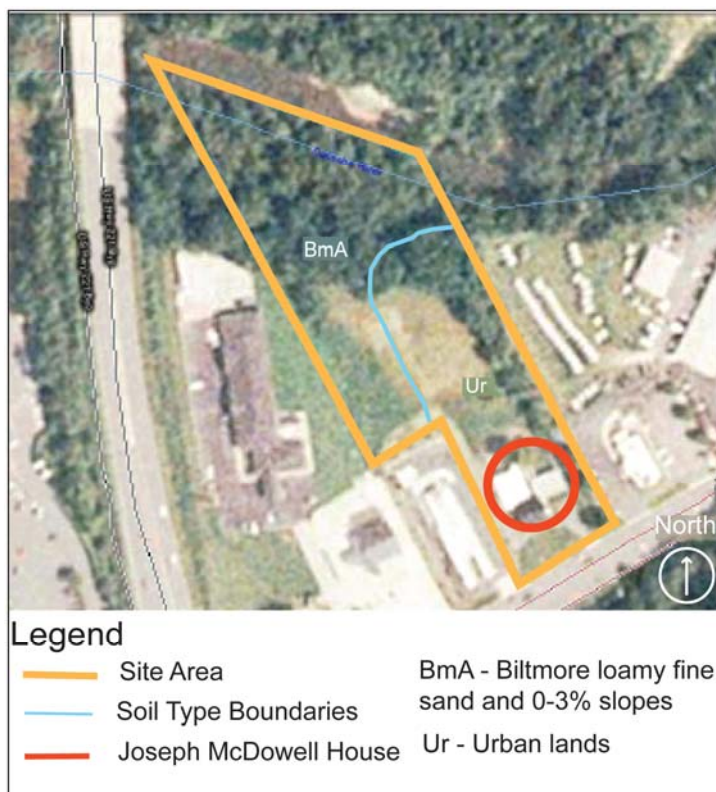 BmA
Ur
North
Legend
Site Area
Soil Type Boundaries
Joseph McDowell House
BmA - Biltmore loamy fine
sand and 0-3% slopes
Ur - Urban lands